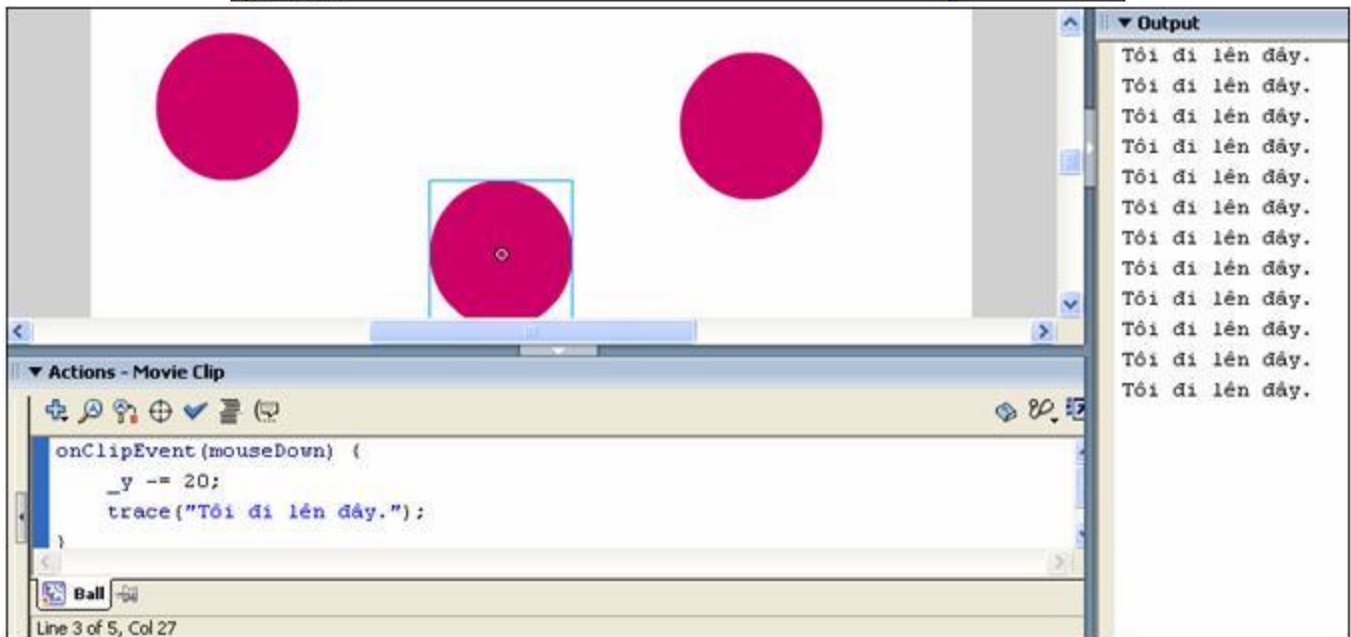 Output
Tôi đi lên đây.
Tôi đi lên đây.
Tôi đi lên đây.
Tôi đi lên đây.
Tôi đi lên đây.
Tôi đi lên đây.
Tôi đi lên đây.
Tôi đi lên đây.
Tôi đi lên đây.
Tôi đi lên đây.
Tôi đi lên đây.
Tôi đi lên đây.
Actions - Movie Clip
onClipEvent(mouseDown) {
_y -= 20;
trace("Tôi đi lên đây.");
}
Ball
Line 3 of 5, Col 27